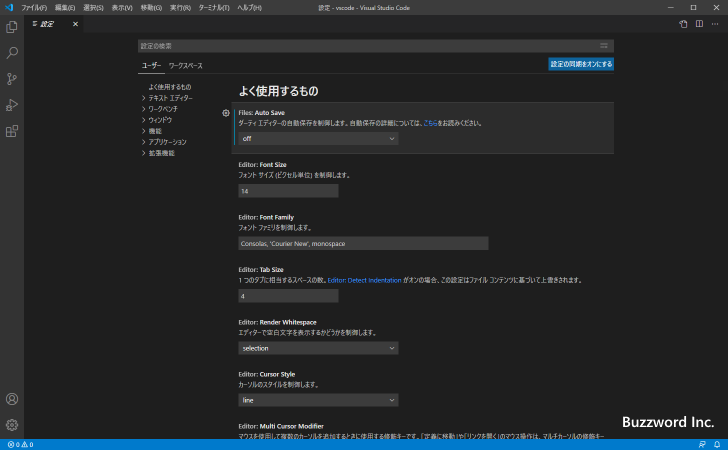 ファイル(F) 編集(E) 選択(S) 表示(V) 移動(G) 実行(R) ターミナル(T) ヘルプ(H) 設定 - vscode - Visual Studio Code
設定
設定の検索
ユーザー ワークスペース
設定の同期をオンにする
よく使用するもの
テキスト エディター
ワークベンチ
ウィンドウ
機能
アプリケーション
拡張機能
よく使用するもの
Files: Auto Save
ダーティ エディターの自動保存を制御します。自動保存の詳細については、こちらをお読みください。
off
Editor: Font Size
フォント サイズ (ピクセル単位) を制御します。
14
Editor: Font Family
フォント ファミリを制御します。
Consolas, 'Courier New', monospace
Editor: Tab Size
1 つのタブに相当するスペースの数。Editor: Detect Indentation がオンの場合、この設定はファイル コンテンツに基づいて上書きされます。
4
Editor: Render Whitespace
エディターで空白文字を表示するかどうかを制御します。
selection
Editor: Cursor Style
カーソルのスタイルを制御します。
line
Editor: Multi Cursor Modifier
マウスを使用して複数のカーソルを追加するときに使用する修飾キーです。「定義に移動」や「リンクを開く」のマウス操作は、マルチカーソルの修飾キー
Buzzword Inc.
0 0